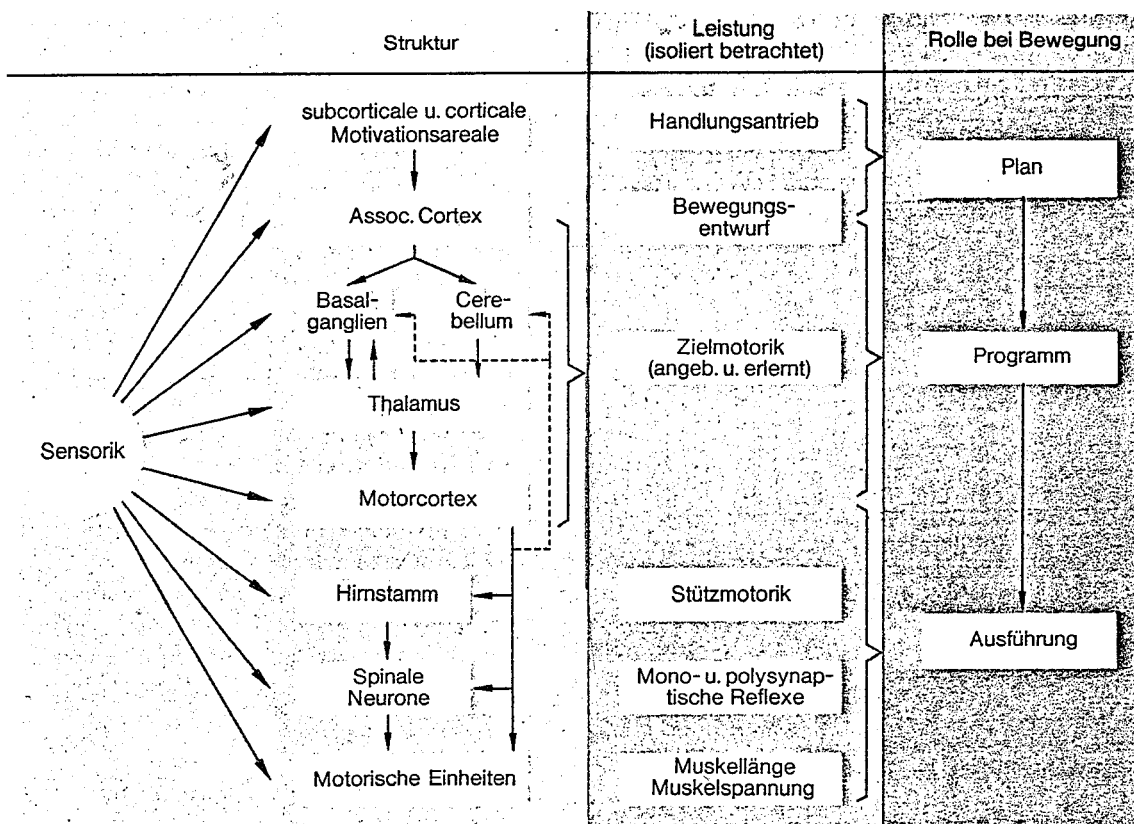 Struktur
Leistung
(isoliert betrachtet)
Rolle bei Bewegung
subcorticale u. corticale
Motivationsareale
Assoc. Cortex
Basal-
ganglien
Cere-
bellum
Thalamus
Sensorik
Motorcortex
Hirnstamm
Spinale
Neurone
Motorische Einheiten
Handlungsantrieb
Bewegungs-
entwurf
Zielmotorik
(angeb. u. erlernt)
Stützmotorik
Mono- u. polysynap-
tische Reflexe
Muskellänge
Muskelspannung
Plan
Programm
Ausführung